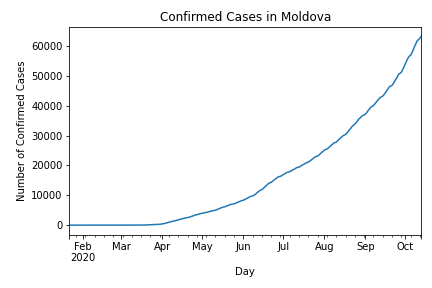 Confirmed Cases in Moldova
Number of Confirmed Cases
60000
50000
40000
30000
20000
10000
0
Feb Mar Apr May Jun Jul Aug Sep Oct
2020
Day